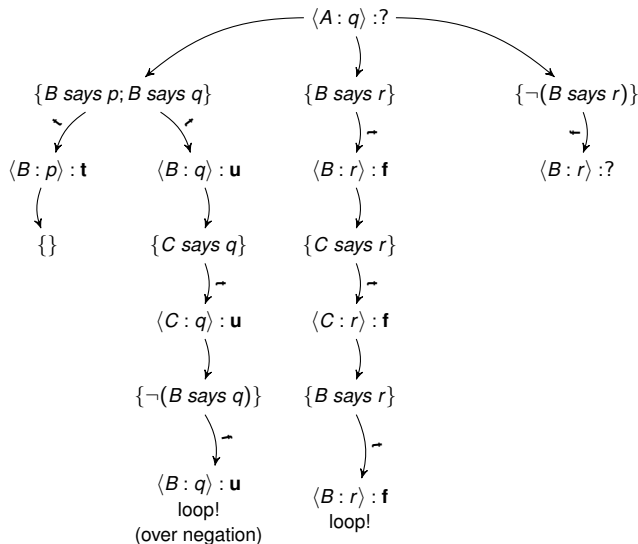 ⟨A : q⟩ :?
{B says p; B says q} {B says r} {¬(B says r)}
t t t f
⟨B : p⟩ : t ⟨B : q⟩ : u ⟨B : r⟩ : f ⟨B : r⟩ :?
{} {C says q} {C says r}
t t
⟨C : q⟩ : u ⟨C : r⟩ : f
{¬(B says q)} {B says r}
f t
⟨B : q⟩ : u ⟨B : r⟩ : f
loop! loop!
(over negation)